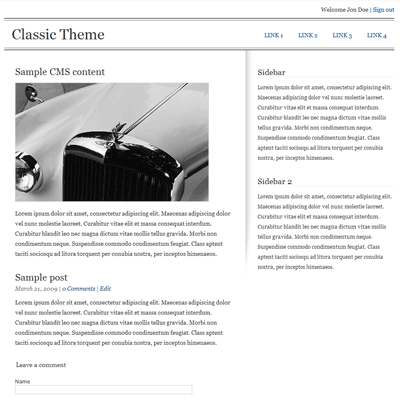 Welcome Jon Doe | Sign out
Classic Theme
LINK 1 LINK 2 LINK 3 LINK 4
Sample CMS content
Lorem ipsum dolor sit amet, consectetur adipiscing elit. Maecenas adipiscing dolor
vel nunc molestie laoreet. Curabitur vitae elit et massa consequat interdum.
Curabitur blandit leo nec magna dictum vitae mollis tellus gravida. Morbi non
condimentum neque. Suspendisse commodo condimentum feugiat. Class aptent
taciti sociosqu ad litora torquent per conubia nostra, per inceptos himenaeos.
Sample post
March 21, 2009 | 0 Comments | Edit
Lorem ipsum dolor sit amet, consectetur adipiscing elit. Maecenas adipiscing dolor
vel nunc molestie laoreet. Curabitur vitae elit et massa consequat interdum.
Curabitur blandit leo nec magna dictum vitae mollis tellus gravida. Morbi non
condimentum neque. Suspendisse commodo condimentum feugiat. Class aptent
taciti sociosqu ad litora torquent per conubia nostra, per inceptos himenaeos.
Leave a comment
Name
Sidebar
Lorem ipsum dolor sit amet, consectetur adipiscing elit.
Maecenas adipiscing dolor vel nunc molestie laoreet.
Curabitur vitae elit et massa consequat interdum.
Curabitur blandit leo nec magna dictum vitae mollis
tellus gravida. Morbi non condimentum neque.
Suspendisse commodo condimentum feugiat. Class
aptent taciti sociosqu ad litora torquent per conubia
nostra, per inceptos himenaeos.
Sidebar 2
Lorem ipsum dolor sit amet, consectetur adipiscing elit.
Maecenas adipiscing dolor vel nunc molestie laoreet.
Curabitur vitae elit et massa consequat interdum.
Curabitur blandit leo nec magna dictum vitae mollis
tellus gravida. Morbi non condimentum neque.
Suspendisse commodo condimentum feugiat. Class
aptent taciti sociosqu ad litora torquent per conubia
nostra, per inceptos himenaeos.